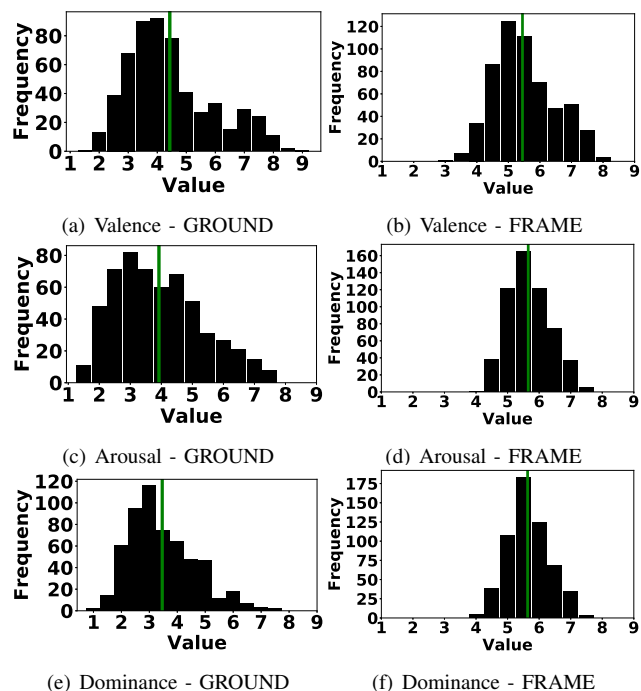 Frequency
80
60
40
20
0
1 2 3 4 5 6 7 8 9
Value
(a) Valence - GROUND
Frequency
120
100
80
60
40
20
0
1 2 3 4 5 6 7 8 9
Value
(b) Valence - FRAME
Frequency
80
60
40
20
0
1 2 3 4 5 6 7 8 9
Value
(c) Arousal - GROUND
Frequency
160
140
120
100
80
60
40
20
0
1 2 3 4 5 6 7 8 9
Value
(d) Arousal - FRAME
Frequency
120
100
80
60
40
20
0
1 2 3 4 5 6 7 8 9
Value
(e) Dominance - GROUND
Frequency
175
150
125
100
75
50
25
0
1 2 3 4 5 6 7 8 9
Value
(f) Dominance - FRAME